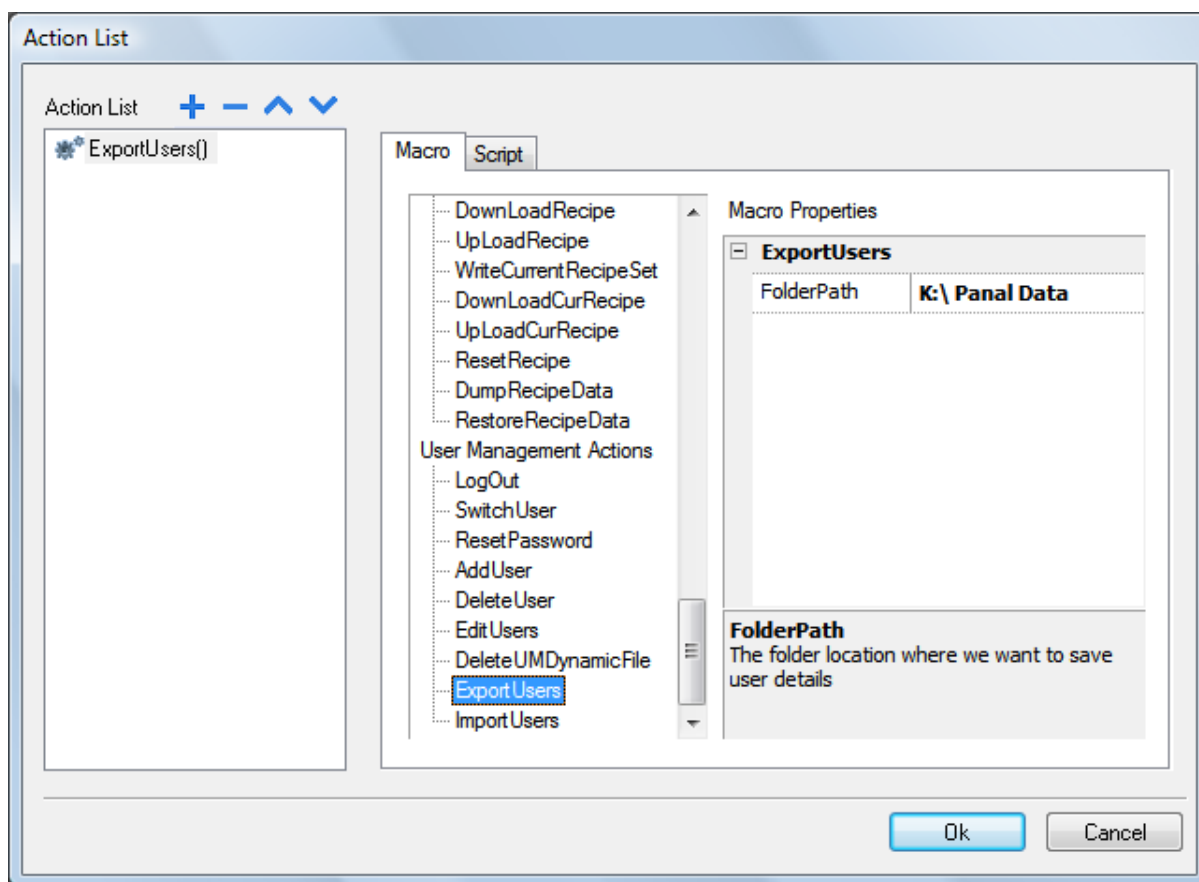 Action List
Action List
ExportUsers()
Macro
Script
DownLoadRecipe
UpLoadRecipe
WriteCurrentRecipeSet
DownLoadCurRecipe
UpLoadCurRecipe
ResetRecipe
DumpRecipeData
RestoreRecipeData
User Management Actions
LogOut
SwitchUser
ResetPassword
AddUser
DeleteUser
EditUsers
DeleteUMDynamicFile
ExportUsers
ImportUsers
Macro Properties
ExportUsers
FolderPath K:\ Panal Data
FolderPath
The folder location where we want to save
user details
Ok
Cancel